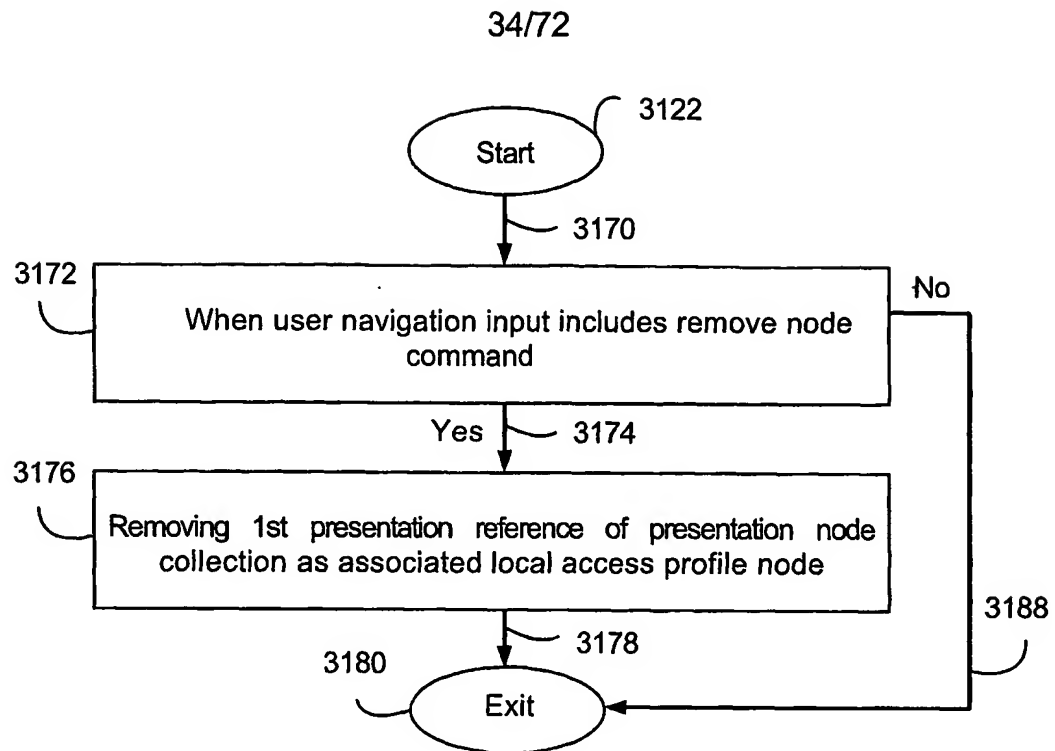 34/72
3122
Start
3170
3172
No
When user navigation input includes remove node
command
Yes
3174
3176
Removing 1st presentation reference of presentation node
collection as associated local access profile node
3188
3178
3180
Exit